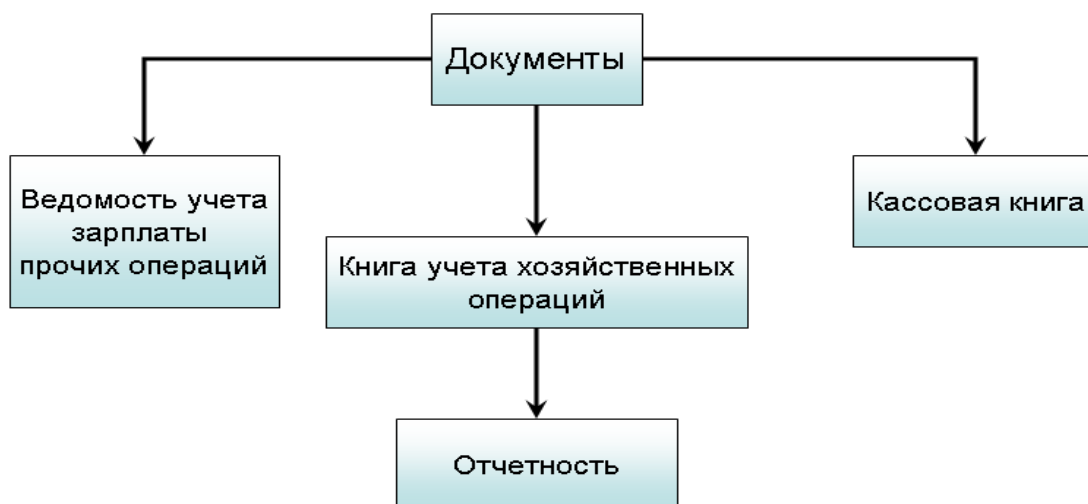 Документы
Ведомость учета
зарплаты
прочих операций
Книга учета хозяйственных
операций
Кассовая книга
Отчетность